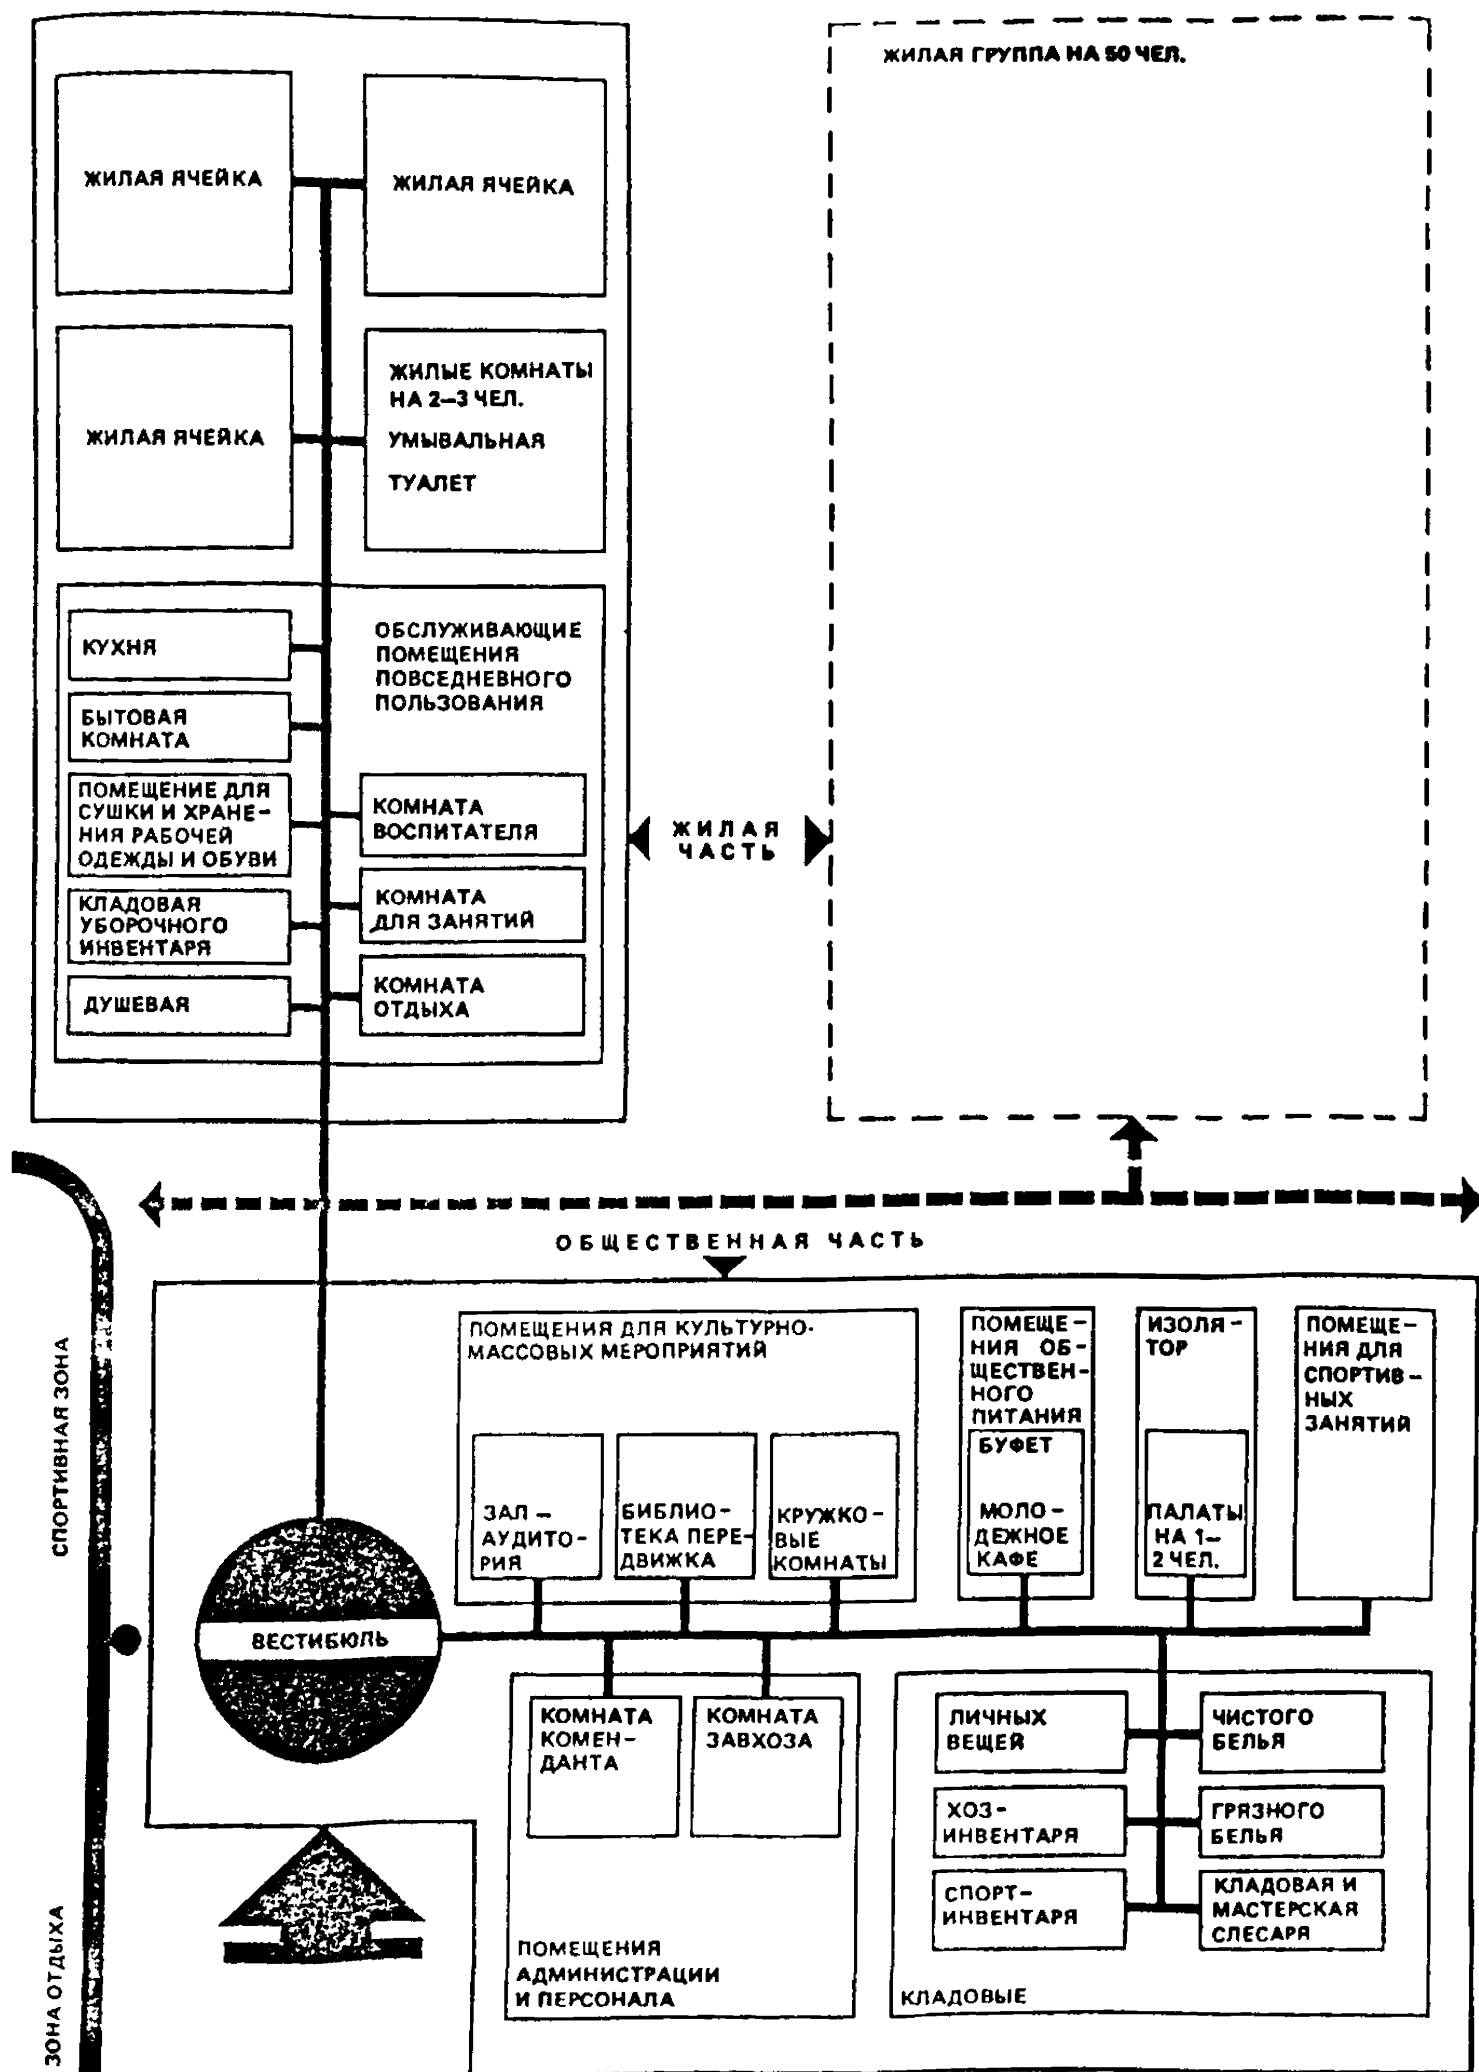 ЖИЛАЯ ГРУППА НА 50 ЧЕЛ.
ЖИЛАЯ ЯЧЕЙКА
ЖИЛАЯ ЯЧЕЙКА
ЖИЛАЯ ЯЧЕЙКА
ЖИЛЫЕ КОМНАТЫ
НА 2–3 ЧЕЛ.
УМЫВАЛЬНАЯ
ТУАЛЕТ
КУХНЯ
БЫТОВАЯ
КОМНАТА
ПОМЕЩЕНИЕ ДЛЯ
СУШКИ И ХРАНЕ–
НИЯ РАБОЧЕЙ
ОДЕЖДЫ И ОБУВИ
КЛАДОВАЯ
УБОРОЧНОГО
ИНВЕНТАРЯ
ДУШЕВАЯ
ОБСЛУЖИВАЮЩИЕ
ПОМЕЩЕНИЯ
ПОВСЕДНЕВНОГО
ПОЛЬЗОВАНИЯ
КОМНАТА
ВОСПИТАТЕЛЯ
КОМНАТА
ДЛЯ ЗАНЯТИЙ
КОМНАТА
ОТДЫХА
ЖИЛАЯ
ЧАСТЬ
ОБЩЕСТВЕННАЯ ЧАСТЬ
СПОРТИВНАЯ ЗОНА
ЗОНА ОТДЫХА
ВЕСТИБЮЛЬ
ПОМЕЩЕНИЯ ДЛЯ КУЛЬТУРНО-
МАССОВЫХ МЕРОПРИЯТИЙ
ЗАЛ –
АУДИТО-
РИЯ
БИБЛИО–
ТЕКА ПЕРЕ-
ДВИЖКА
КРУЖКО–
ВЫЕ
КОМНАТЫ
ПОМЕЩЕ–
НИЯ ОБ–
ЩЕСТВЕН–
НОГО
ПИТАНИЯ
БУФЕТ
МОЛО–
ДЕЖНОЕ
КАФЕ
ИЗОЛЯ–
ТОР
ПАЛАТЫ
НА 1–
2 ЧЕЛ.
ПОМЕЩЕ–
НИЯ ДЛЯ
СПОРТИВ–
НЫХ
ЗАНЯТИЙ
КОМНАТА
КОМЕН–
ДАНТА
КОМНАТА
ЗАВХОЗА
ПОМЕЩЕНИЯ
АДМИНИСТРАЦИИ
И ПЕРСОНАЛА
ЛИЧНЫХ
ВЕЩЕЙ
ЧИСТОГО
БЕЛЬЯ
ХОЗ–
ИНВЕНТАРЯ
ГРЯЗНОГО
БЕЛЬЯ
СПОРТ–
ИНВЕНТАРЯ
КЛАДОВАЯ И
МАСТЕРСКАЯ
СЛЕСАРЯ
КЛАДОВЫЕ